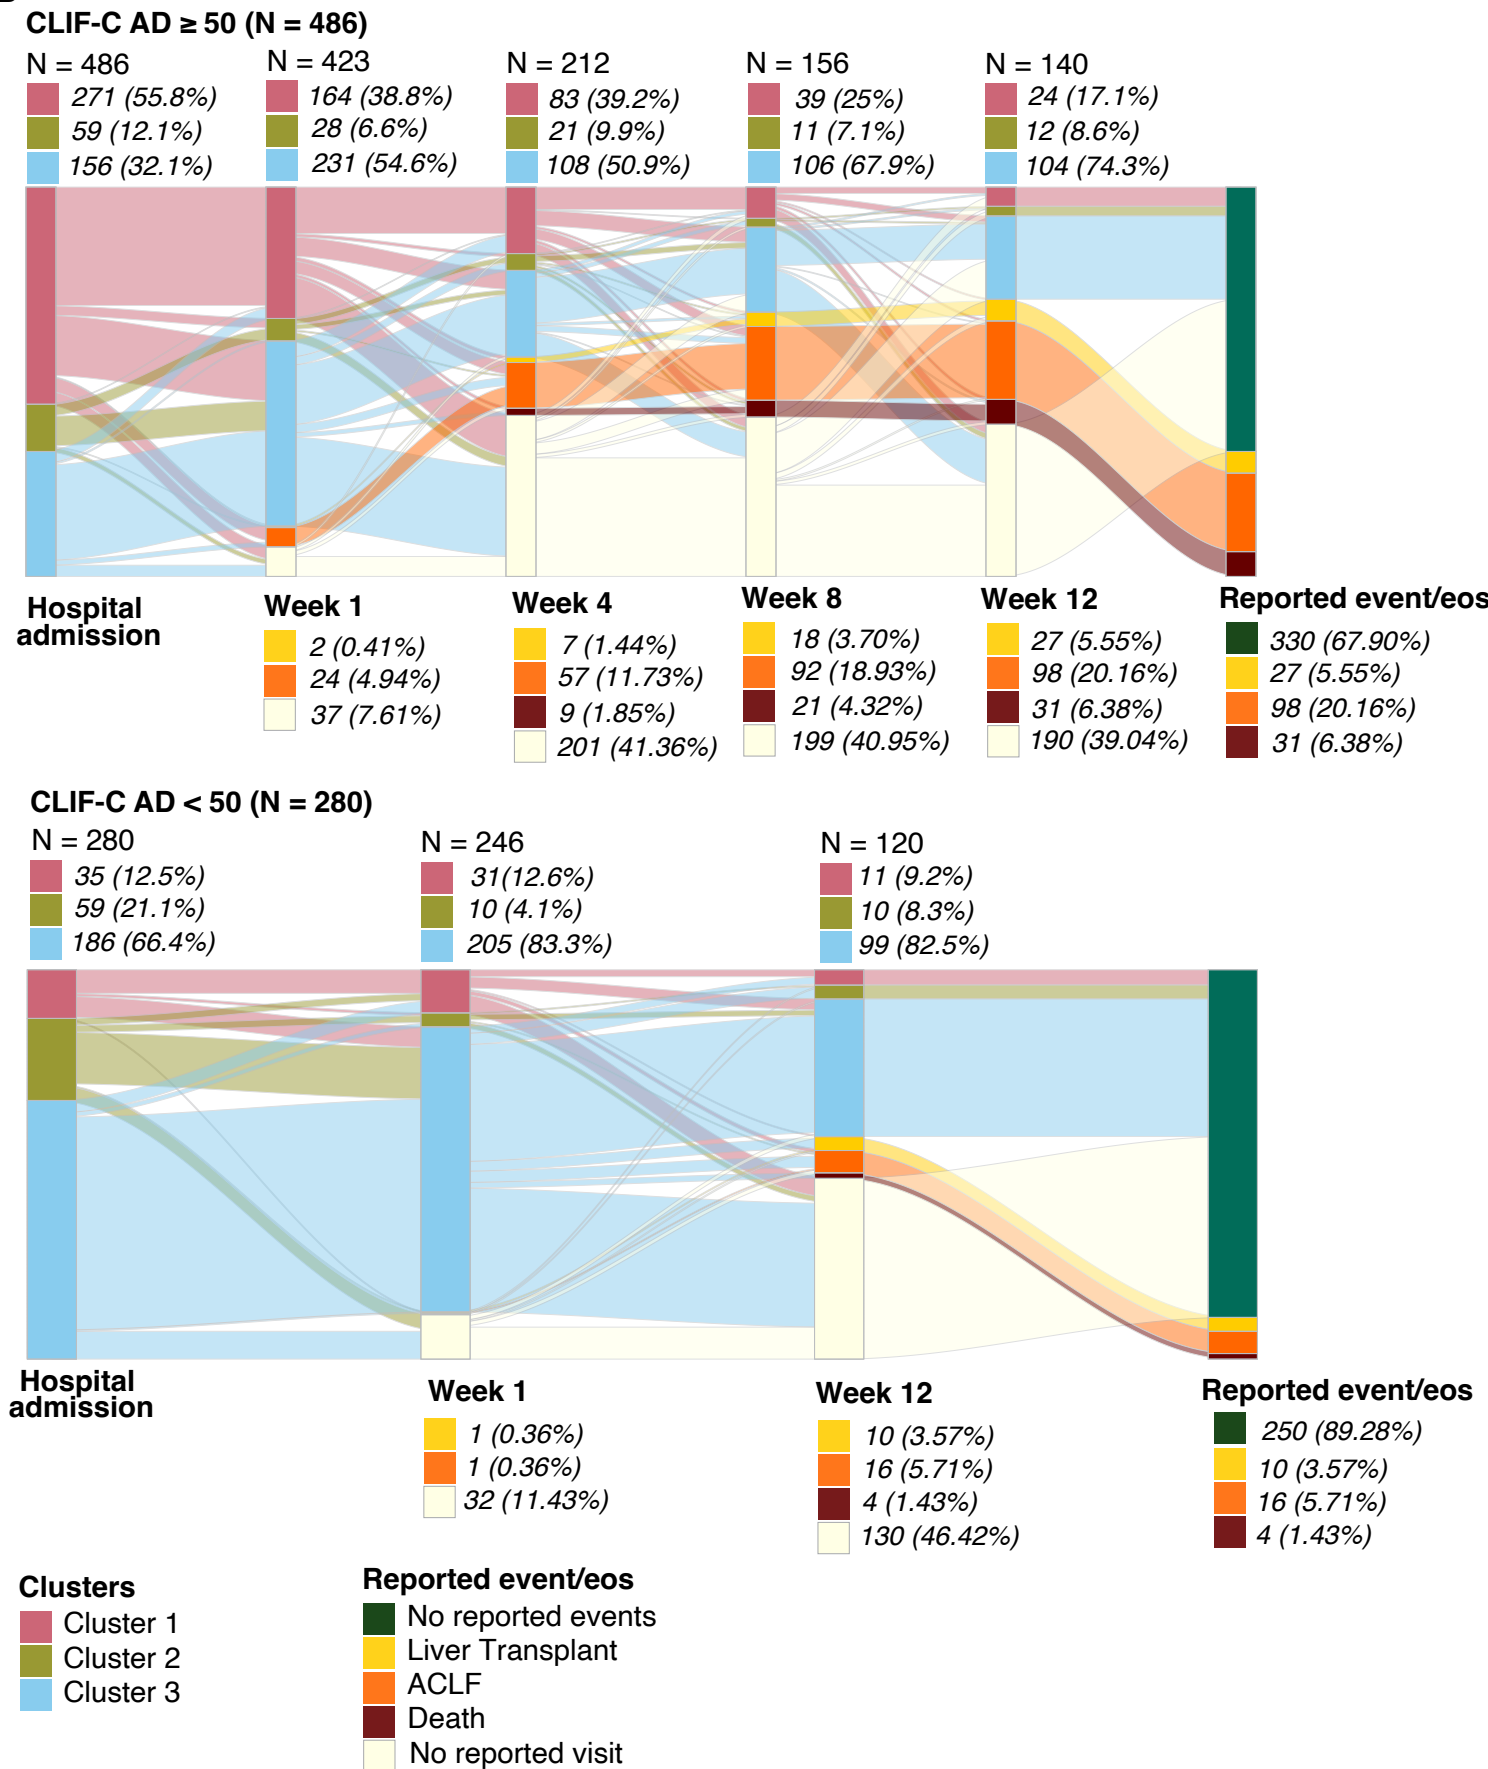 CLIF-C AD ≥ 50 (N = 486)
N = 486
271 (55.8%)
59 (12.1%)
156 (32.1%)
N = 423
164 (38.8%)
28 (6.6%)
231 (54.6%)
N = 212
83 (39.2%)
21 (9.9%)
108 (50.9%)
N = 156
39 (25%)
11 (7.1%)
106 (67.9%)
N = 140
24 (17.1%)
12 (8.6%)
104 (74.3%)
Hospital
admission
Week 1
2 (0.41%)
24 (4.94%)
37 (7.61%)
Week 4
7 (1.44%)
57 (11.73%)
9 (1.85%)
201 (41.36%)
Week 8
18 (3.70%)
92 (18.93%)
21 (4.32%)
199 (40.95%)
Week 12
27 (5.55%)
98 (20.16%)
31 (6.38%)
190 (39.04%)
Reported event/eos
330 (67.90%)
27 (5.55%)
98 (20.16%)
31 (6.38%)
CLIF-C AD < 50 (N = 280)
N = 280
35 (12.5%)
59 (21.1%)
186 (66.4%)
N = 246
31(12.6%)
10 (4.1%)
205 (83.3%)
N = 120
11 (9.2%)
10 (8.3%)
99 (82.5%)
Hospital
admission
Week 1
1 (0.36%)
1 (0.36%)
32 (11.43%)
Week 12
10 (3.57%)
16 (5.71%)
4 (1.43%)
130 (46.42%)
Reported event/eos
250 (89.28%)
10 (3.57%)
16 (5.71%)
4 (1.43%)
Clusters
Cluster 1
Cluster 2
Cluster 3
Reported event/eos
No reported events
Liver Transplant
ACLF
Death
No reported visit